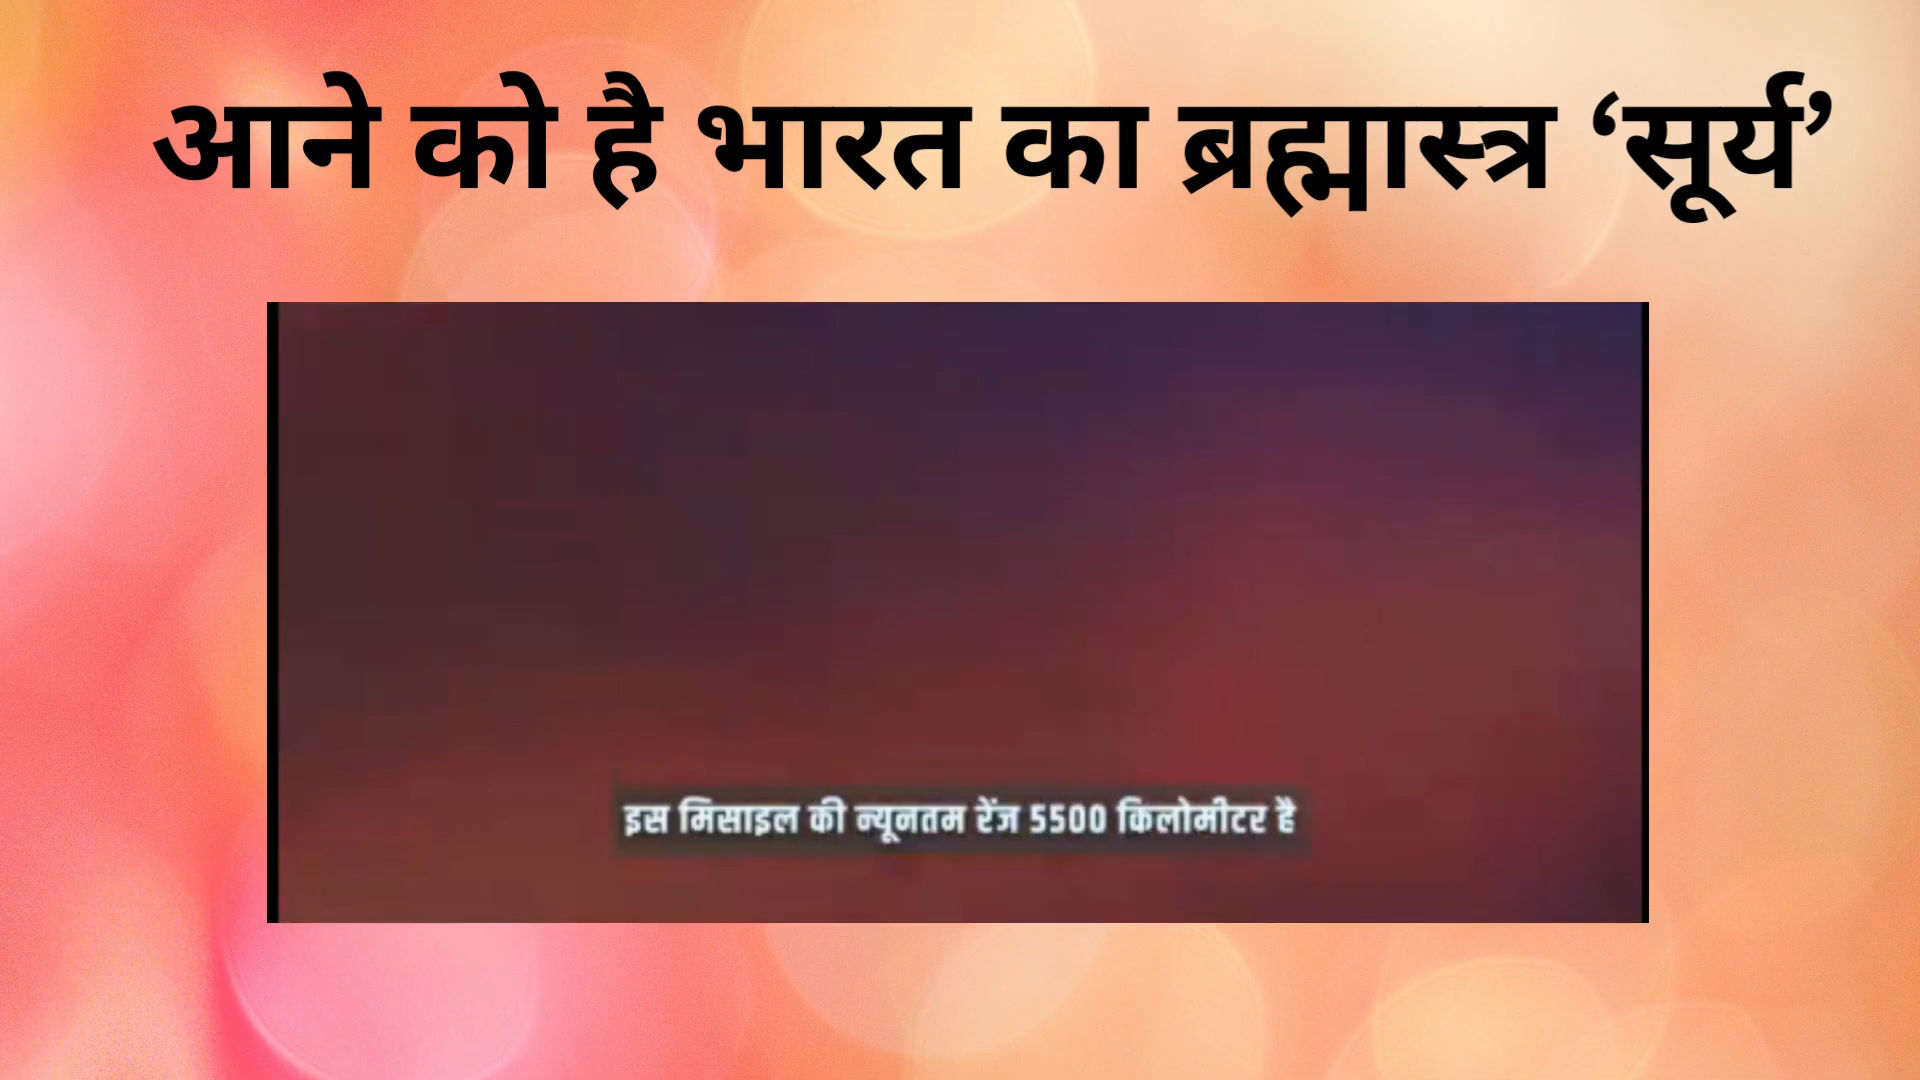 आने को है भारत का ब्रह्मास्त्र ‘सूर्य’
इस मिसाइल की न्यूनतम रेंज 5500 किलोमीटर है